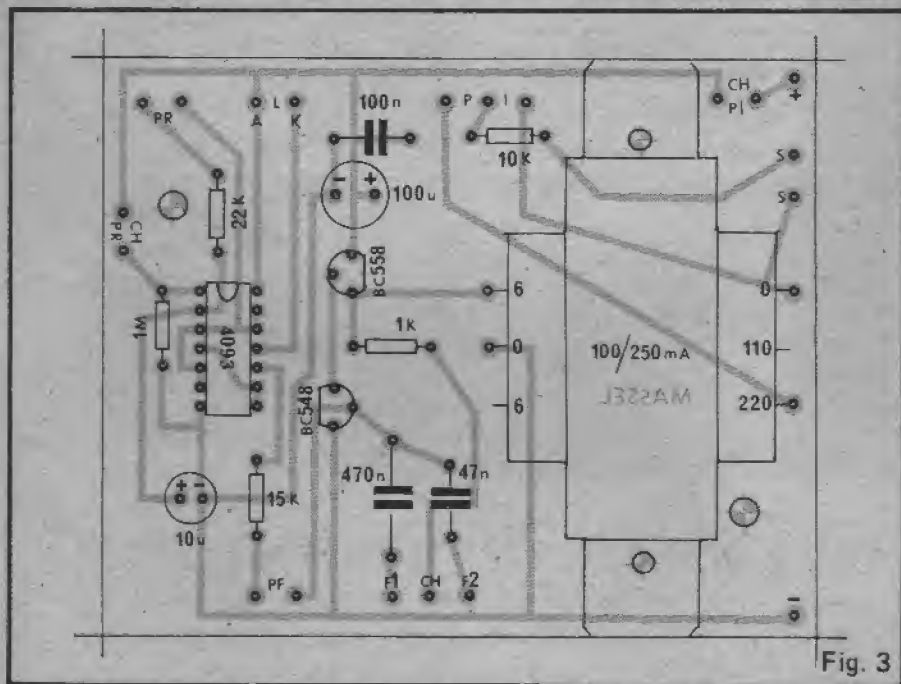 CH
PI
+
PR
A L K
100n
P I
10K
S
- +
100u
22K
S
CH
PR
BC558
6
0
1M
4093
1K
0
100/250mA
110
MASSEL
BC548
6
220
470n
47n
+ -
15K
10u
PF
F1
CH
F2
-
Fig. 3